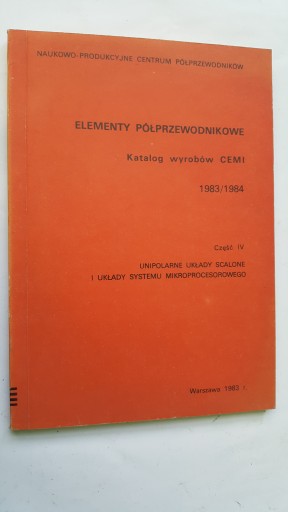 NAUKOWO-PRODUKCYJNE CENTRUM PÓŁPRZEWODNIKÓW
ELEMENTY PÓŁPRZEWODNIKOWE
Katalog wyrobów CEMI
1983/1984
Część IV
UNIPOLARNE UKŁADY SCALONE
I UKŁADY SYSTEMU MIKROPROCESOROWEGO
Warszawa 1983 r.